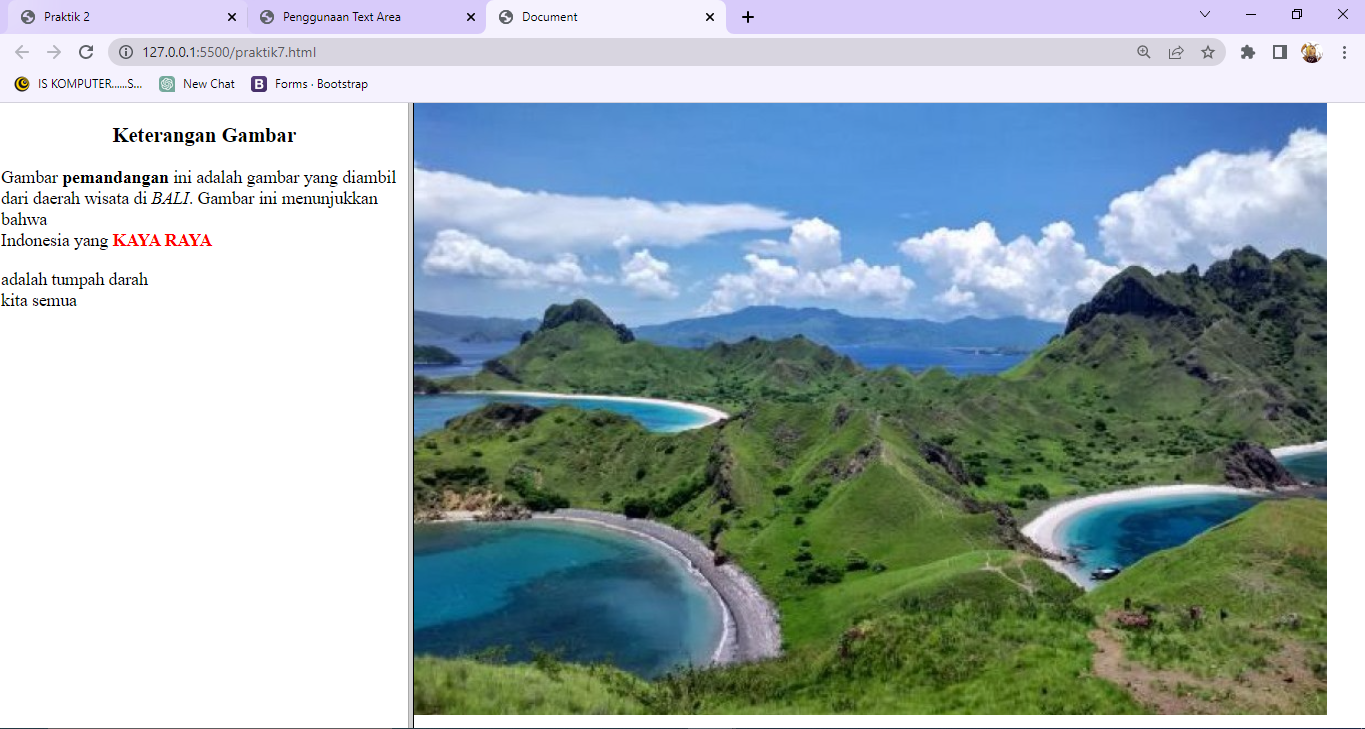 Praktik 2
Penggunaan Text Area
Document
127.0.0.1:5500/praktik7.html
IS KOMPUTER......S...
New Chat
B
Forms · Bootstrap
Keterangan Gambar
Gambar pemandangan ini adalah gambar yang diambil
dari daerah wisata di BALI. Gambar ini menunjukkan
bahwa
Indonesia yang KAYA RAYA
adalah tumpah darah
kita semua